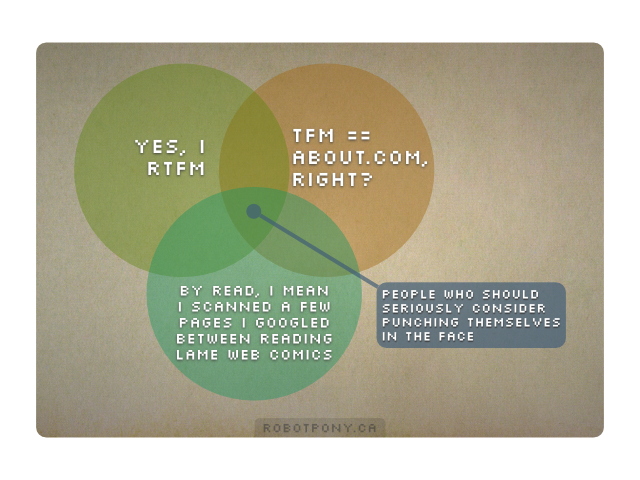 YES, I
RTFM
TFM ==
ABOUT.COM,
RIGHT?
BY READ, I MEAN
I SCANNED A FEW
PAGES I GOOGLED
BETWEEN READING
LAME WEB COMICS
PEOPLE WHO SHOULD
SERIOUSLY CONSIDER
PUNCHING THEMSELVES
IN THE FACE
ROBOTPONY.CA